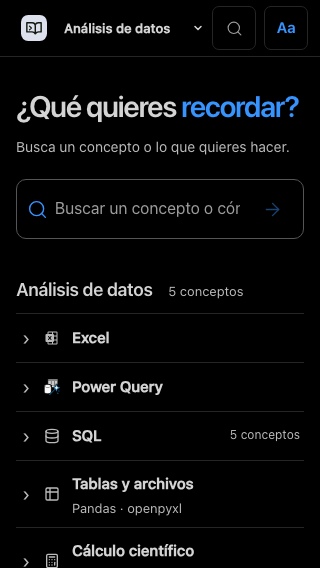 Análisis de datos
Aa
¿Qué quieres recordar?
Busca un concepto o lo que quieres hacer.
Buscar un concepto o cór
Análisis de datos 5 conceptos
Excel
Power Query
SQL 5 conceptos
Tablas y archivos
Pandas · openpyxl
Cálculo científico